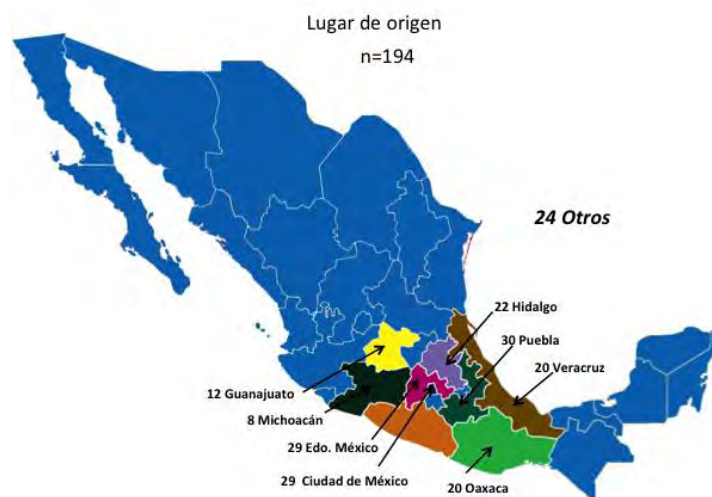 Lugar de origen
n=194
24 Otros
22 Hidalgo
30 Puebla
20 Veracruz
12 Guanajuato
8 Michoacán
29 Edo. México
29 Ciudad de México
20 Oaxaca